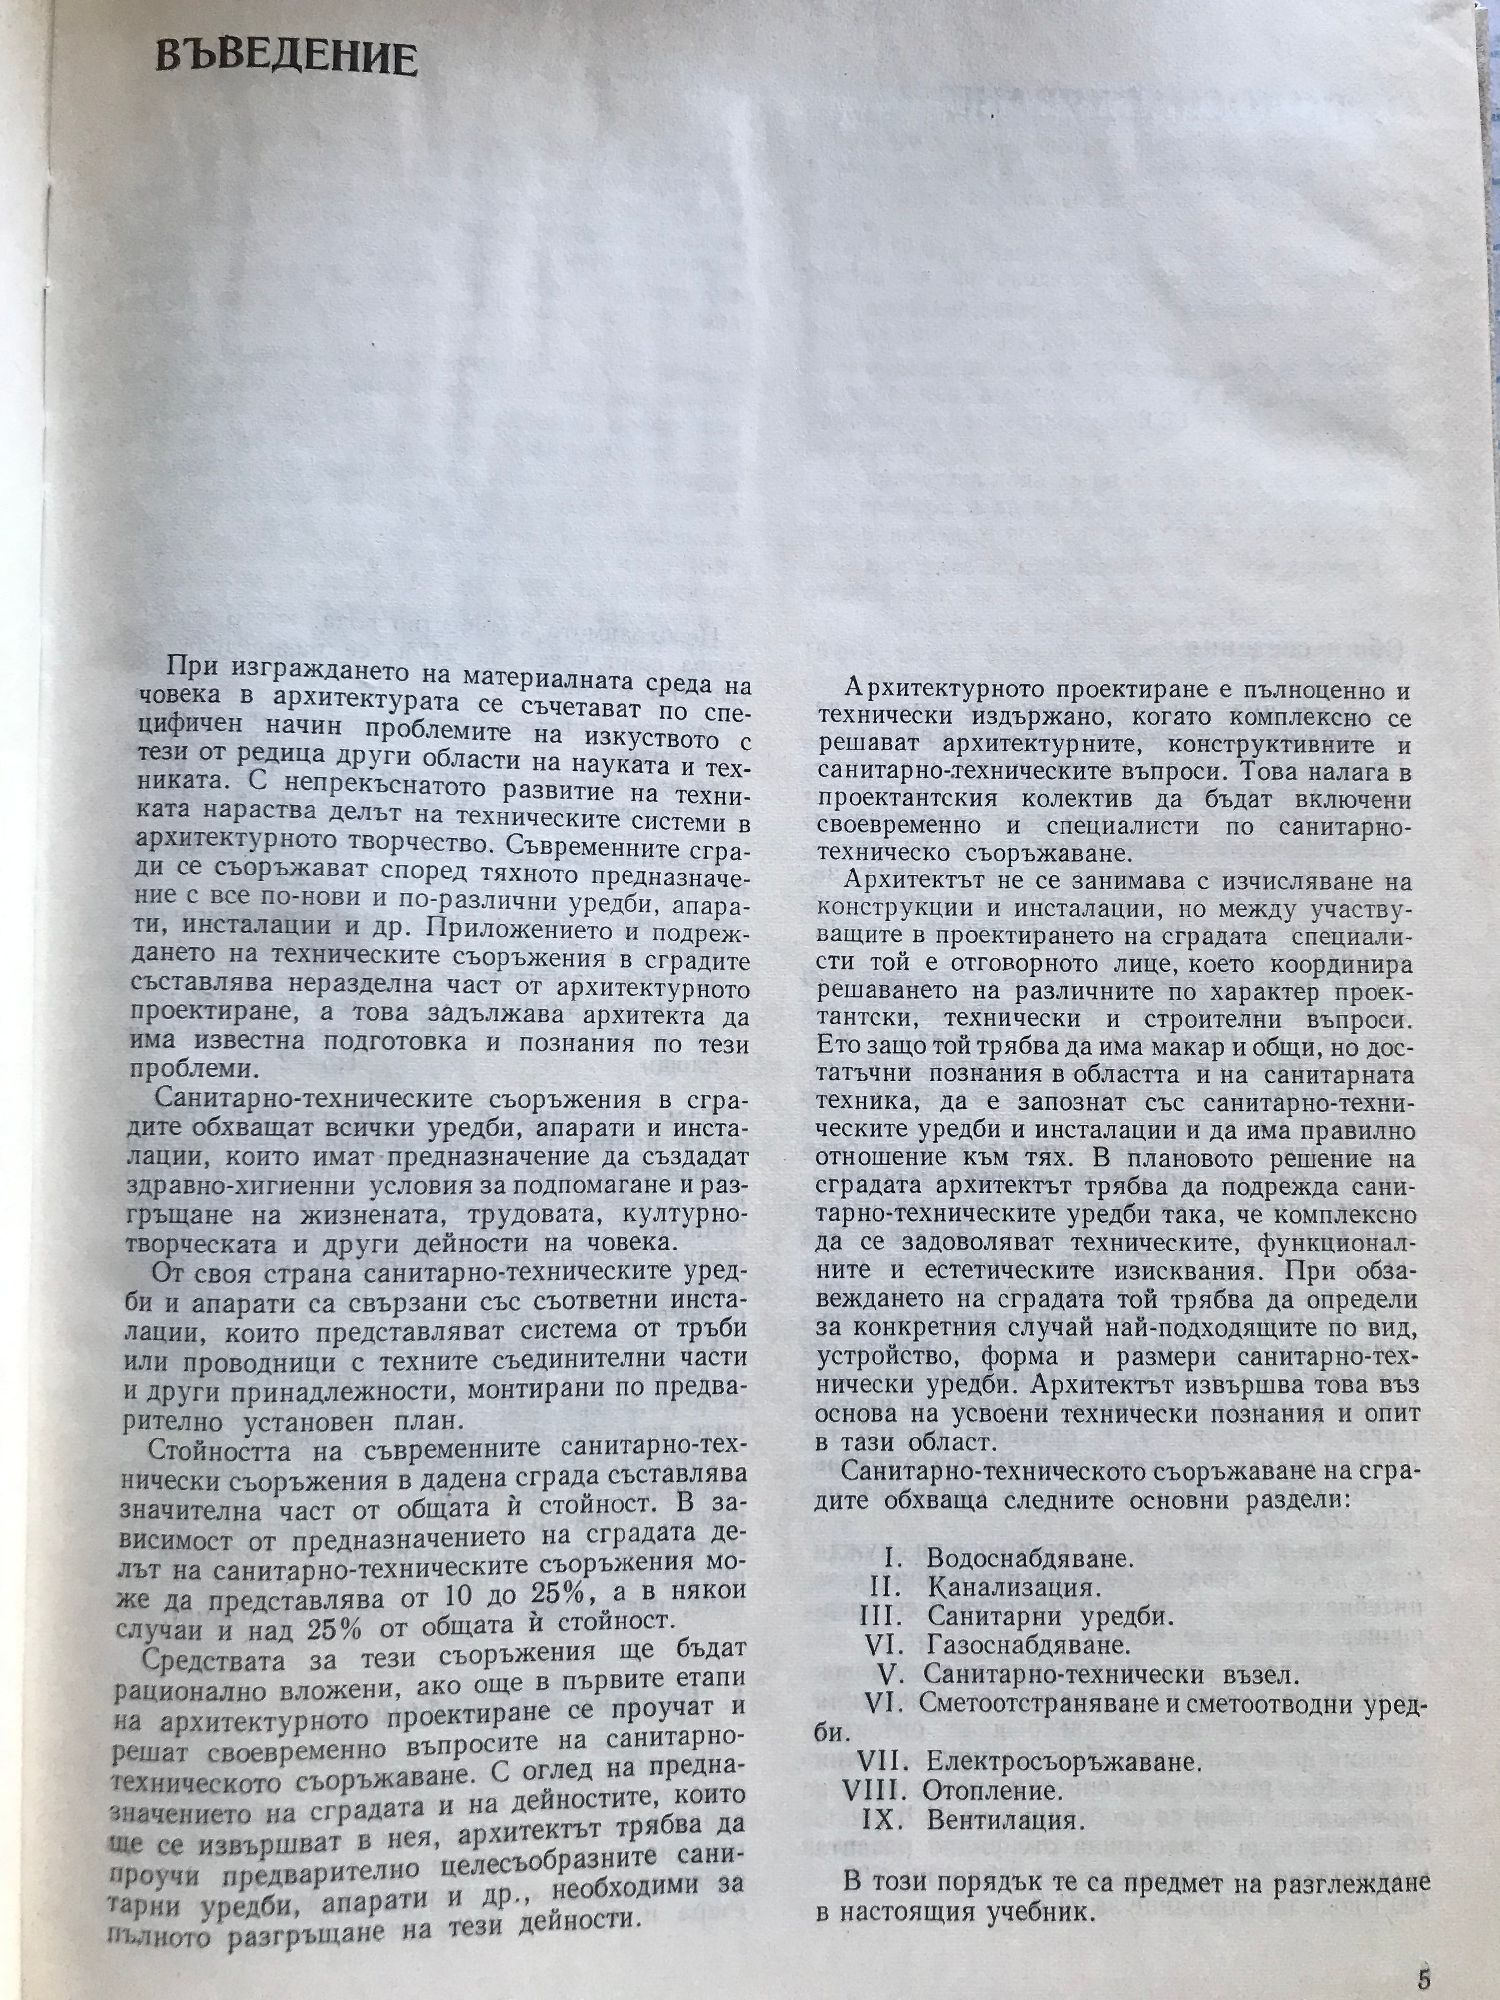 ВЪВЕДЕНИЕ
При изграждането на материалната среда на
човека в архитектурата се съчетават по спе-
цифичен начин проблемите на изкуството с
тези от редица други области на науката и тех-
никата. С непрекъснатото развитие на техни-
ката нараства делът на техническите системи в
архитектурното творчество. Съвременните сгра-
ди се съоръжават според тяхното предназначе-
ние с все по-нови и по-различни уредби, апара-
ти, инсталации и др. Приложението и подреж-
дането на техническите съоръжения в сградите
съставлява неразделна част от архитектурното
проектиране, а това задължава архитекта да
има известна подготовка и познания по тези
проблеми.
Санитарно-техническите съоръжения в сгра-
дите обхващат всички уредби, апарати и инста-
лации, които имат предназначение да създадат
здравно-хигиенни условия за подпомагане и раз-
гръщане на жизнената, трудовата, културно-
творческата и други дейности на човека.
От своя страна санитарно-техническите уред-
би и апарати са свързани със съответни инста-
лации, които представляват система от тръби
или проводници с техните съединителни части
и други принадлежности, монтирани по предва-
рително установен план.
Стойността на съвременните санитарно-тех-
нически съоръжения в дадена сграда съставлява
значителна част от общата ѝ стойност. В за-
висимост от предназначението на сградата де-
лът на санитарно-техническите съоръжения мо-
же да представлява от 10 до 25%, а в някои
случаи и над 25% от общата ѝ стойност.
Средствата за тези съоръжения ще бъдат
рационално вложени, ако още в първите етапи
на архитектурното проектиране се проучат и
решат своевременно въпросите на санитарно-
техническото съоръжаване. С оглед на предна-
значението на сградата и на дейностите, които
ще се извършват в нея, архитектът трябва да
проучи предварително целесъобразните сани-
тарни уредби, апарати и др., необходими за
пълното разгръщане на тези дейности.
Архитектурното проектиране е пълноценно и
технически издържано, когато комплексно се
решават архитектурните, конструктивните и
санитарно-техническите въпроси. Това налага в
проектантския колектив да бъдат включени
своевременно и специалисти по санитарно-
техническо съоръжаване.
Архитектът не се занимава с изчисляване на
конструкции и инсталации, но между участву-
ващите в проектирането на сградата специали-
сти той е отговорното лице, което координира
решаването на различните по характер проек-
тантски, технически и строителни въпроси.
Ето защо той трябва да има макар и общи, но дос-
татъчни познания в областта и на санитарната
техника, да е запознат със санитарно-техни-
ческите уредби и инсталации и да има правилно
отношение към тях. В плановото решение на
сградата архитектът трябва да подрежда сани-
тарно-техническите уредби така, че комплексно
да се задоволяват техническите, функционал-
ните и естетическите изисквания. При обза-
веждането на сградата той трябва да определи
за конкретния случай най-подходящите по вид,
устройство, форма и размери санитарно-тех-
нически уредби. Архитектът извършва това въз
основа на усвоени технически познания и опит
в тази област.
Санитарно-техническото съоръжаване на сгра-
дите обхваща следните основни раздели:
I. Водоснабдяване.
II. Канализация.
III. Санитарни уредби.
VI. Газоснабдяване.
V. Санитарно-технически възел.
VI. Сметоотстраняване и сметоотводни уред-
би.
VII. Електросъоръжаване.
VIII. Отопление.
IX. Вентилация.
В този порядък те са предмет на разглеждане
в настоящия учебник.
5